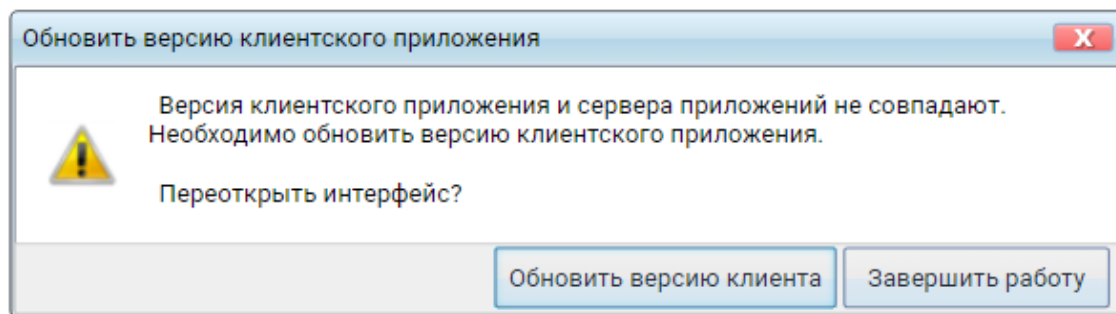 Обновить версию клиентского приложения
Версия клиентского приложения и сервера приложений не совпадают.
Необходимо обновить версию клиентского приложения.
Переоткрыть интерфейс?
Обновить версию клиента Завершить работу